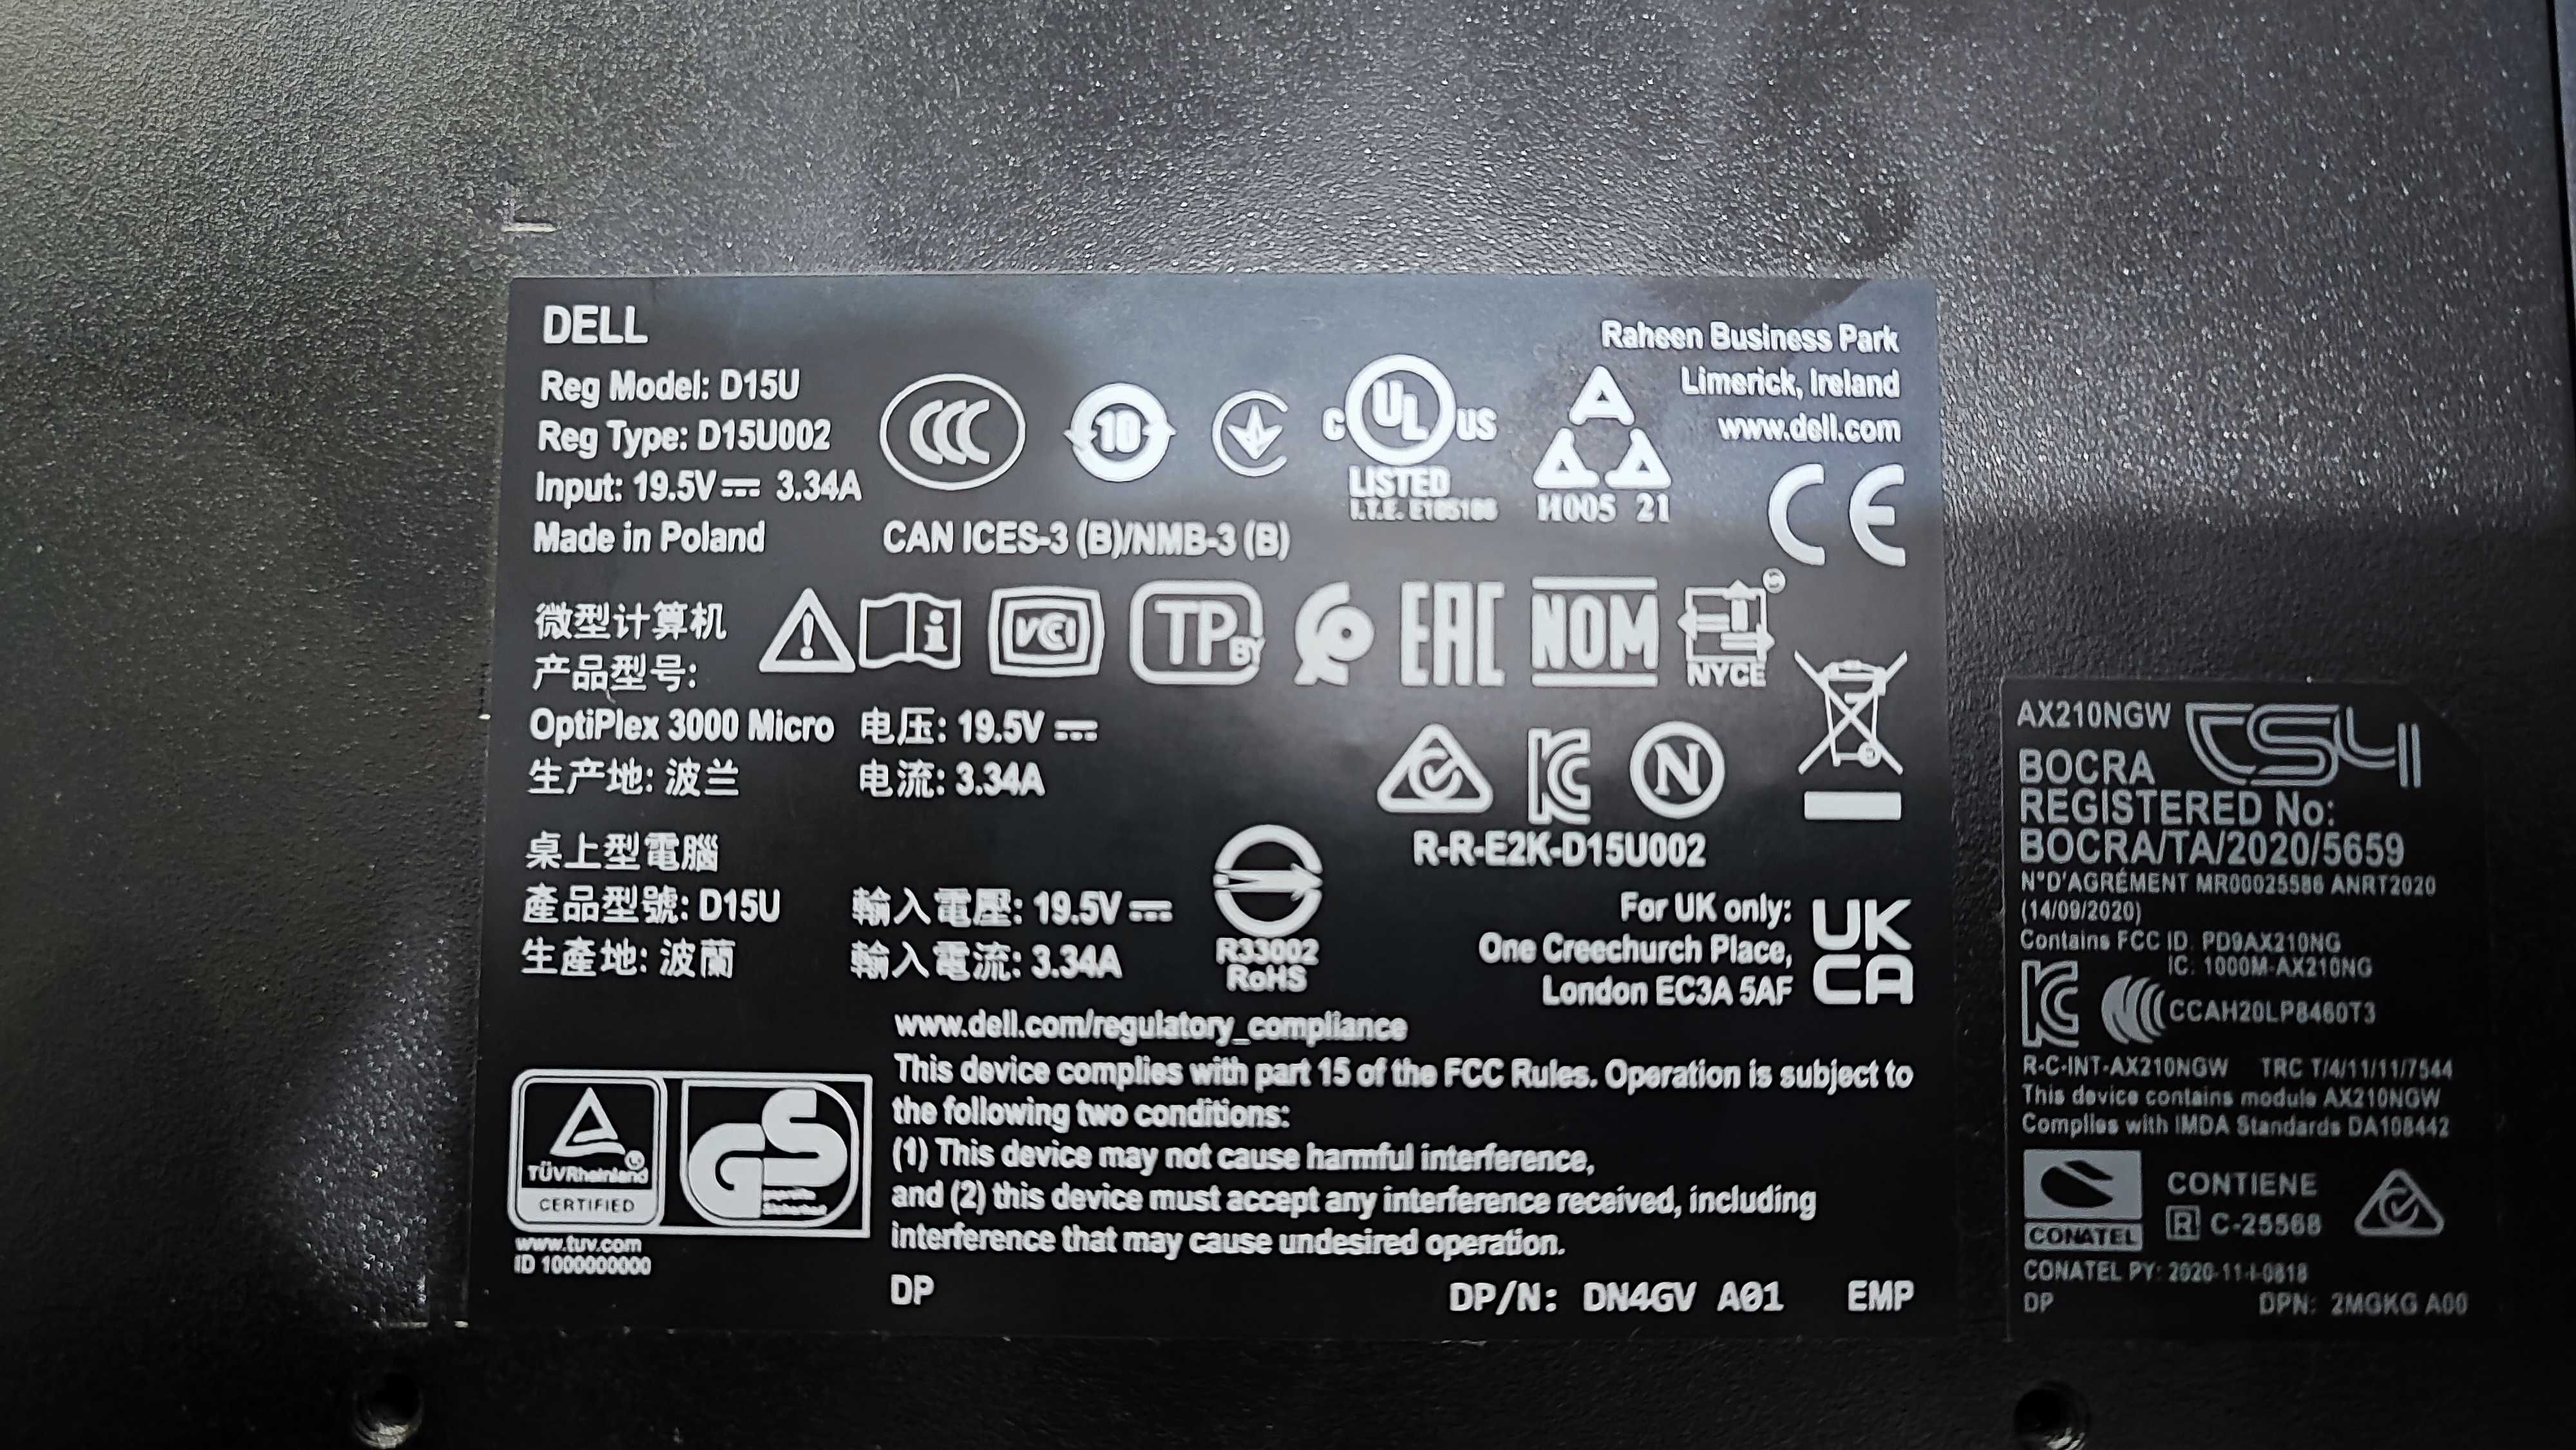 DELL
Reg Model: D15U
Reg Type: D15U002
Input: 19.5V⎓ 3.34A
Made in Poland
CCC
10
c UL US
LISTED
I.T.E. E165186
И005 21
Raheen Business Park
Limerick, Ireland
www.dell.com
CE
CAN ICES-3 (B)/NMB-3 (B)
微型计算机
产品型号:
OptiPlex 3000 Micro
生产地: 波兰
电压: 19.5V⎓
电流: 3.34A
VCI
TP BY
EAC
NOM
NYCE
N
R-R-E2K-D15U002
桌上型電腦
產品型號: D15U
生產地: 波蘭
輸入電壓: 19.5V⎓
輸入電流: 3.34A
R33002
RoHS
For UK only:
One Creechurch Place,
London EC3A 5AF
UK
CA
www.dell.com/regulatory_compliance
This device complies with part 15 of the FCC Rules. Operation is subject to
the following two conditions:
(1) This device may not cause harmful interference,
and (2) this device must accept any interference received, including
interference that may cause undesired operation.
TÜVRheinland
CERTIFIED
GS
geprüfte
Sicherheit
www.tuv.com
ID 1000000000
DP
DP/N: DN4GV A01 EMP
AX210NGW
BOCRA
REGISTERED No:
BOCRA/TA/2020/5659
N°D'AGRÉMENT MR00025586 ANRT2020
(14/09/2020)
Contains FCC ID: PD9AX210NG
IC: 1000M-AX210NG
CCAH20LP8460T3
R-C-INT-AX210NGW TRC T/4/11/11/7544
This device contains module AX210NGW
Complies with IMDA Standards DA108442
CONATEL
CONTIENE
R C-25568
CONATEL PY: 2020-11-I-0818
DP
DPN: 2MGKG A00